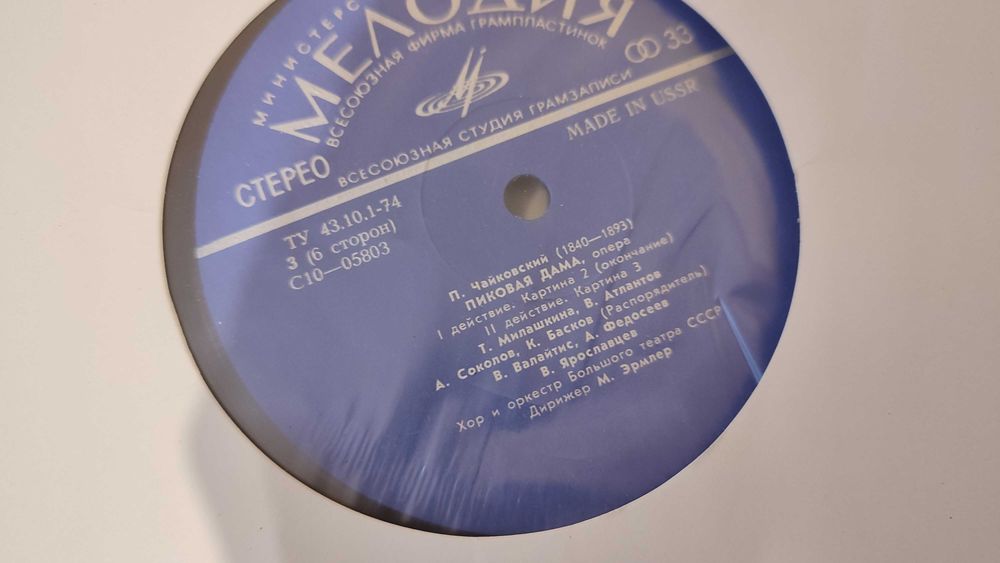 МИНИСТЕРС
МЕЛОДИЯ
ВСЕСОЮЗНАЯ ФИРМА ГРАМПЛАСТИНОК
33
СТЕРЕО
ВСЕСОЮЗНАЯ СТУДИЯ ГРАМЗАПИСИ
MADE IN USSR
ТУ 43.10.1-74
3 (6 сторон)
С10—05803
П. Чайковский (1840—1893)
ПИКОВАЯ ДАМА, опера
I действие. Картина 2 (окончание)
II действие. Картина 3
Т. Милашкина, В. Атлантов
А. Соколов, К. Басков (Распорядитель)
В. Валайтис, А. Федосеев
В. Ярославцев
Хор и оркестр Большого театра СССР
Дирижер М. Эрмлер